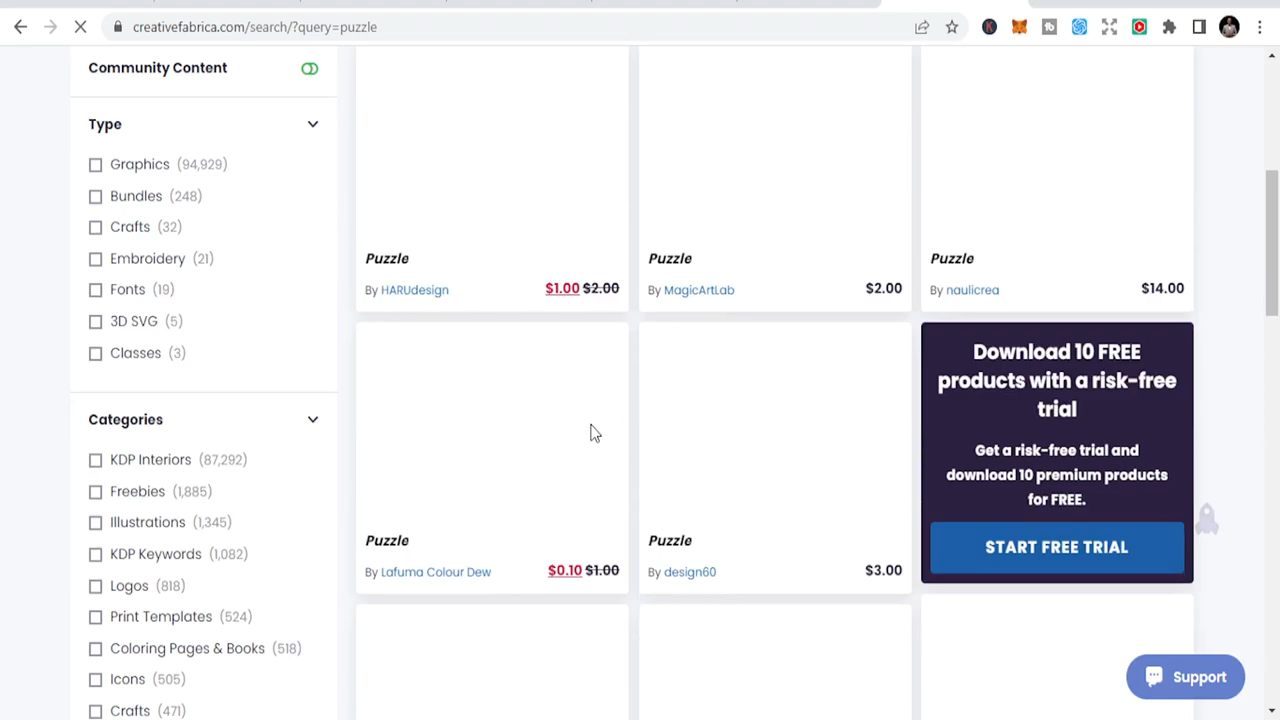 creativefabrica.com/search/?query=puzzle
Community Content
Type
Graphics (94,929)
Bundles (248)
Crafts (32)
Embroidery (21)
Fonts (19)
3D SVG (5)
Classes (3)
Categories
KDP Interiors (87,292)
Freebies (1,885)
Illustrations (1,345)
KDP Keywords (1,082)
Logos (818)
Print Templates (524)
Coloring Pages & Books (518)
Icons (505)
Crafts (471)
Puzzle
By HARUdesign $1.00 $2.00
Puzzle
By MagicArtLab $2.00
Puzzle
By naulicrea $14.00
Puzzle
By Lafuma Colour Dew $0.10 $1.00
Puzzle
By design60 $3.00
Download 10 FREE
products with a risk-free
trial
Get a risk-free trial and
download 10 premium products
for FREE.
START FREE TRIAL
Support